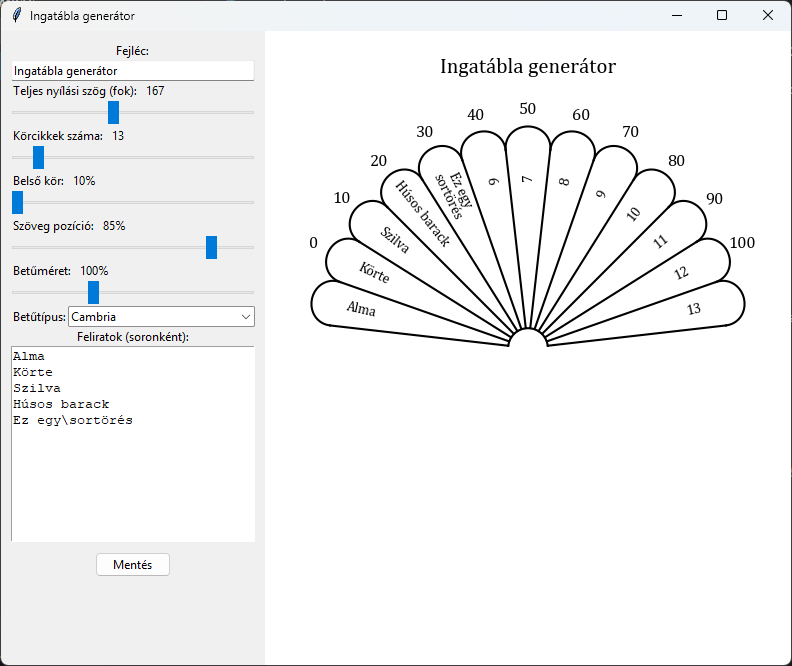 Ingatábla generátor
Fejléc:
Ingatábla generátor
Teljes nyílási szög (fok): 167
Körcikkek száma: 13
Belső kör: 10%
Szöveg pozíció: 85%
Betűméret: 100%
Betűtípus: Cambria
Feliratok (soronként):
Alma
Körte
Szilva
Húsos barack
Ez egy\sortörés
Mentés
Ingatábla generátor
0
10
20
30
40
50
60
70
80
90
100
Alma
Körte
Szilva
Húsos barack
Ez egy
sortörés
6
7
8
9
10
11
12
13